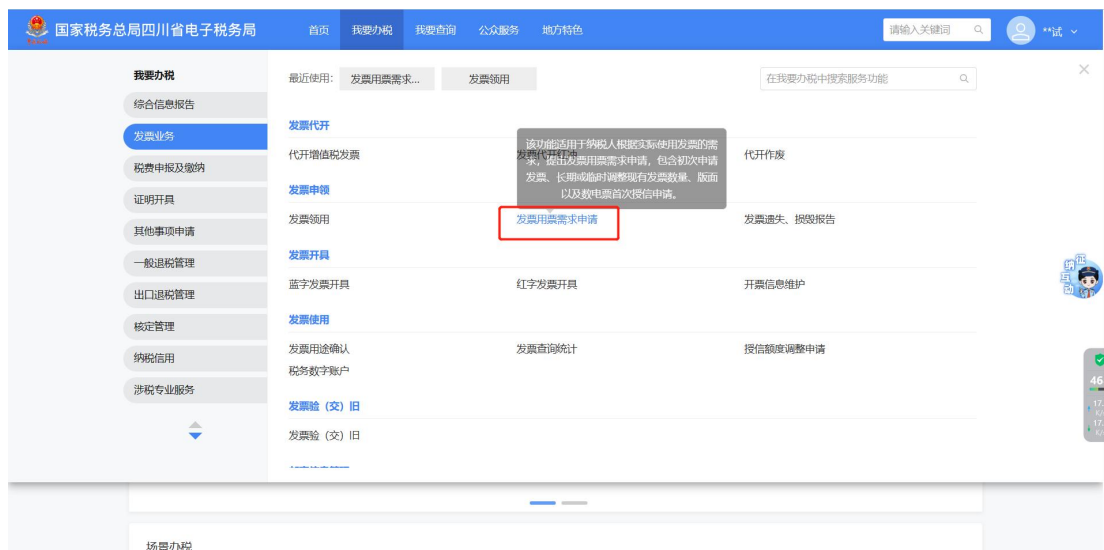 国家税务总局四川省电子税务局 首页 我要办税 我要查询 公众服务 地方特色 请输入关键词 **试
我要办税
综合信息报告
发票业务
税费申报及缴纳
证明开具
其他事项申请
一般退税管理
出口退税管理
核定管理
纳税信用
涉税专业服务
最近使用: 发票用票需求... 发票领用 在我要办税中搜索服务功能
发票代开
代开增值税发票 代开作废
该功能适用于纳税人根据实际使用发票的需
求，提出发票用票需求申请，包含初次申请
发票、长期或临时调整现有发票数量、版面
以及数电票首次授信申请。
发票申领
发票领用 发票用票需求申请 发票遗失、损毁报告
发票开具
蓝字发票开具 红字发票开具 开票信息维护
发票使用
发票用途确认 发票查询统计 授信额度调整申请
税务数字账户
发票验（交）旧
发票验（交）旧
征纳互动
46
17.
17.
场景办税